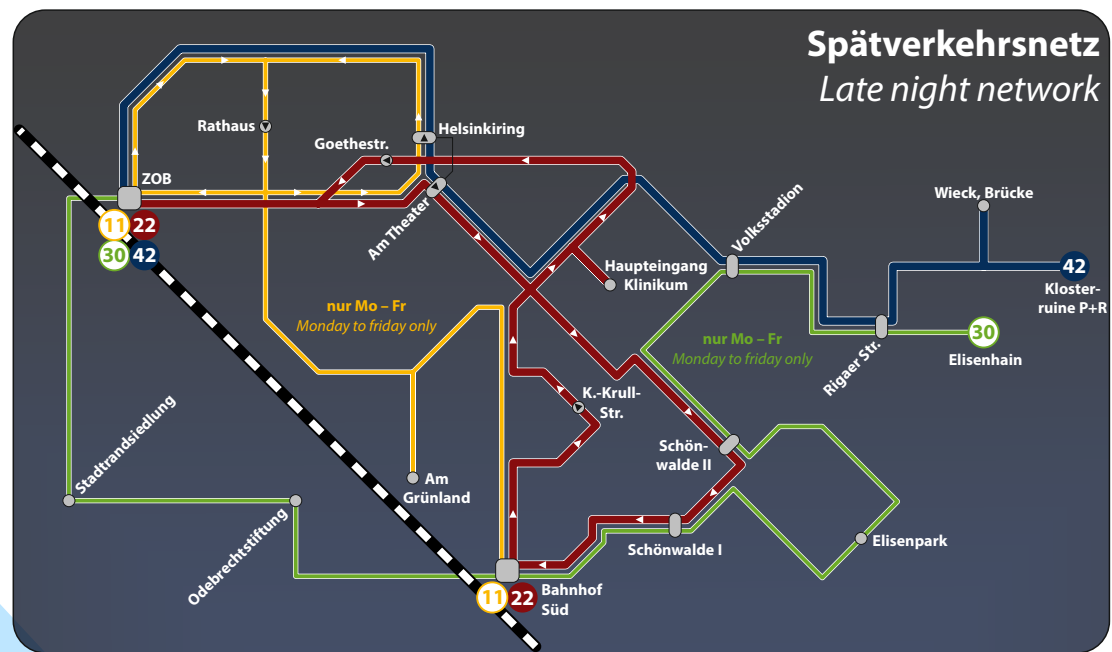 Spätverkehrsnetz
Late night network
Rathaus
Goethestr.
Helsinkiring
ZOB
11 22
30 42
Am Theater
Volksstadion
Wieck, Brücke
Haupteingang
Klinikum
42
Kloster-
ruine P+R
nur Mo – Fr
Monday to friday only
nur Mo – Fr
Monday to friday only
30
Elisenhain
Rigaer Str.
K.-Krull-
Str.
Stadtrandsiedlung
Schön-
walde II
Am
Grünland
Odebrechtstiftung
Schönwalde I
Elisenpark
11 22
Bahnhof
Süd